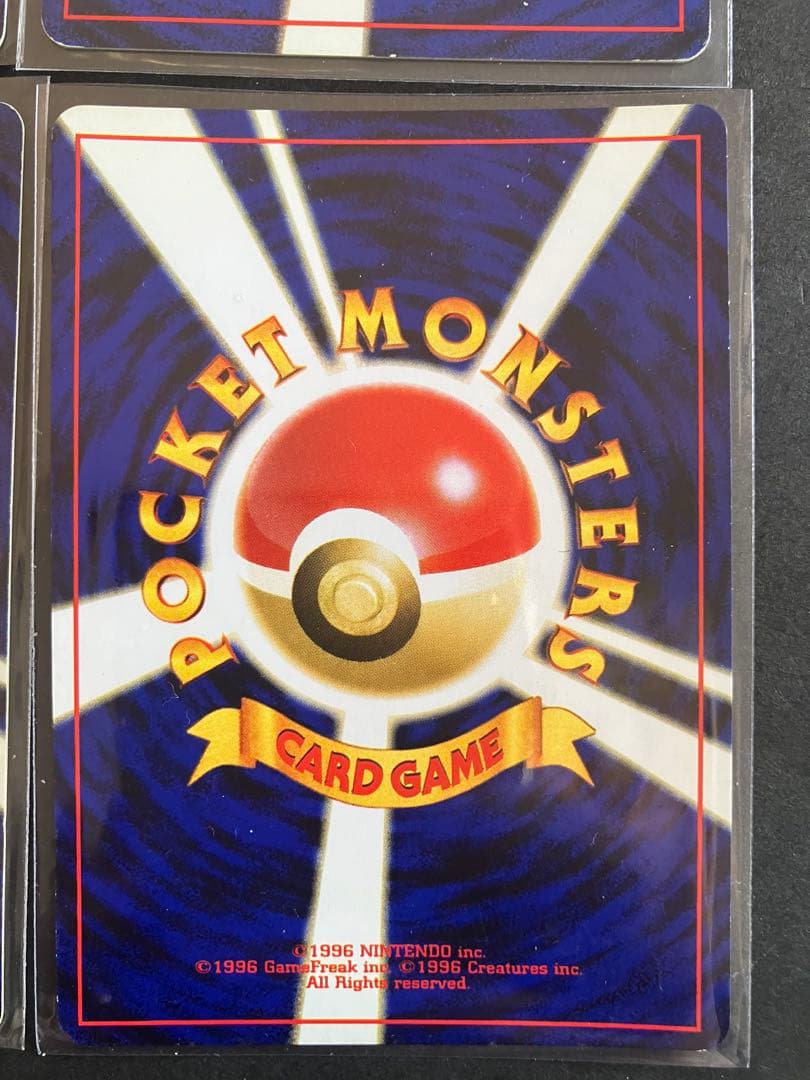 POCKET MONSTERS
CARD GAME
©1996 NINTENDO inc.
©1996 GameFreak inc. ©1996 Creatures inc.
All Rights reserved.